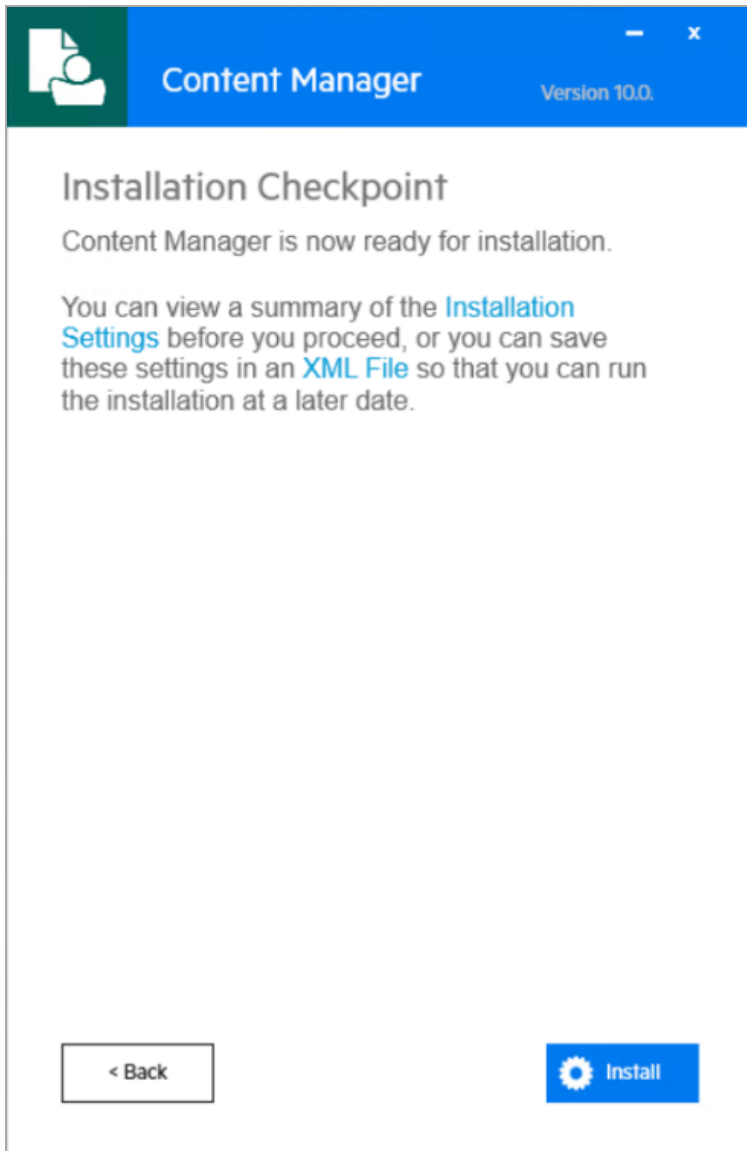 Content Manager
Version 10.0.
Installation Checkpoint
Content Manager is now ready for installation.
You can view a summary of the Installation
Settings before you proceed, or you can save
these settings in an XML File so that you can run
the installation at a later date.
< Back
Install